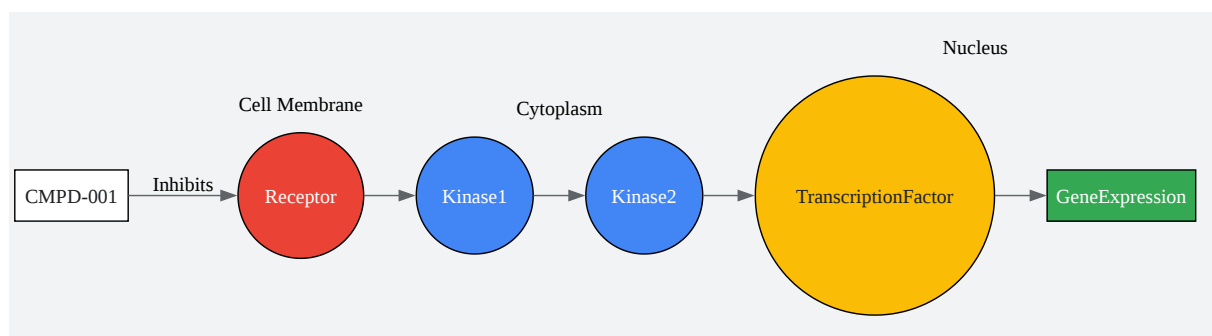 Nucleus
Cell Membrane
Cytoplasm
CMPD-001
Inhibits
Receptor
Kinase1
Kinase2
TranscriptionFactor
GeneExpression